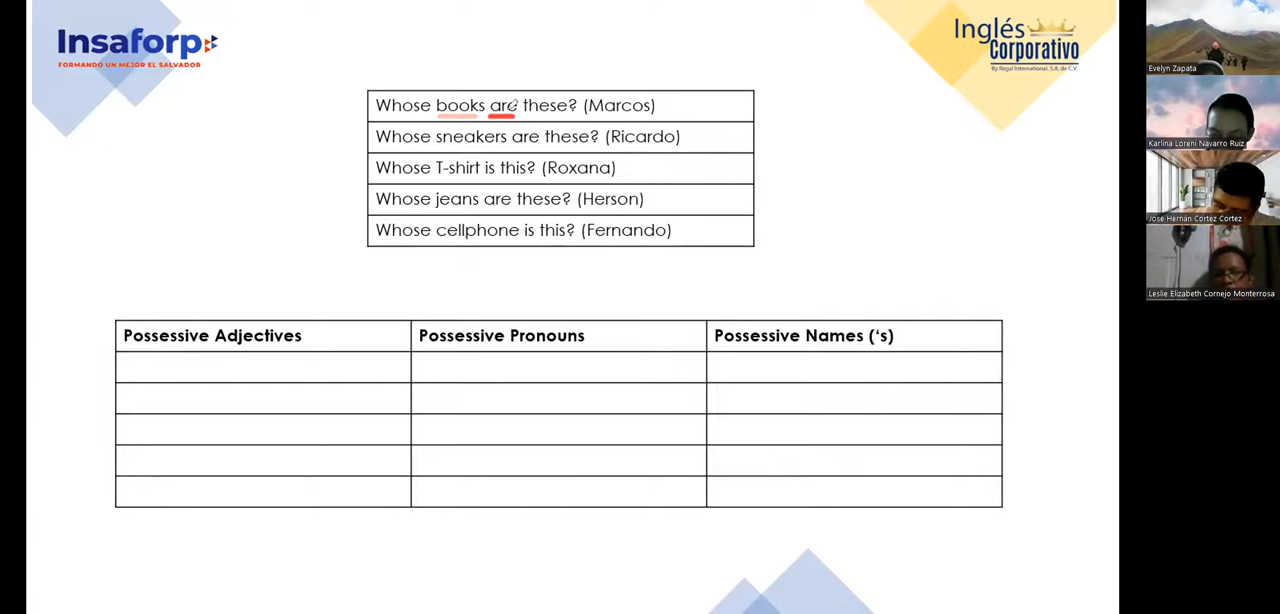 Insaforp
FORMANDO UN MEJOR EL SALVADOR
Inglés
Corporativo
By Regal International, S.A. de C.V.
Whose books are these? (Marcos)
Whose sneakers are these? (Ricardo)
Whose T-shirt is this? (Roxana)
Whose jeans are these? (Herson)
Whose cellphone is this? (Fernando)
Possessive Adjectives Possessive Pronouns Possessive Names ('s)
Evelyn Zapata
Karlina Loreni Navarro Ruiz
Jose Hernán Cortez Cortez
Leslie Elizabeth Cornejo Monterrosa